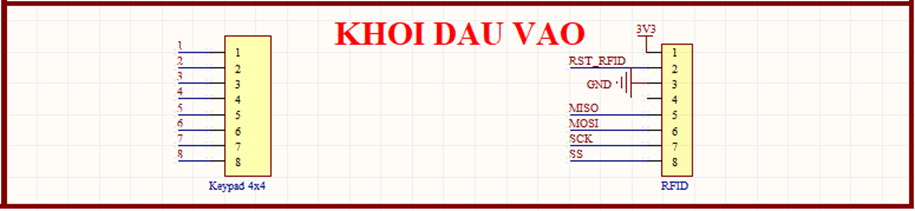 KHOI DAU VAO
1
2
3
4
5
6
7
8
1
2
3
4
5
6
7
8
Keypad 4x4
3V3
RST_RFID
GND
MISO
MOSI
SCK
SS
1
2
3
4
5
6
7
8
RFID